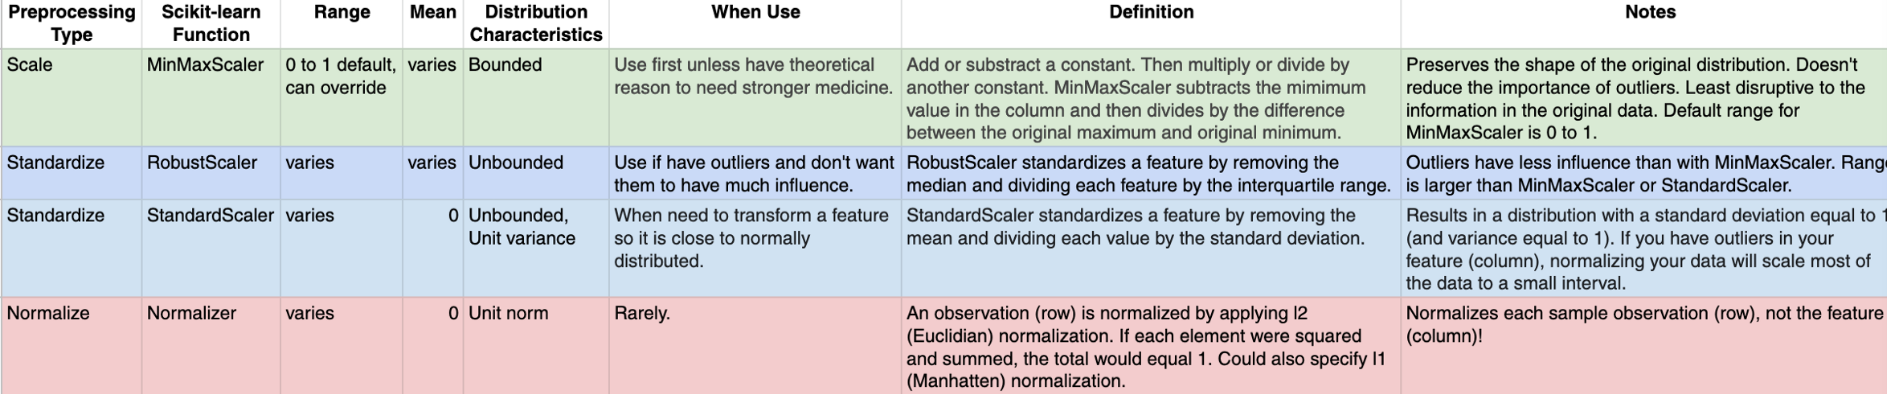 Preprocessing Type
Scikit-learn Function
Range
Mean
Distribution Characteristics
When Use
Definition
Notes
Scale
MinMaxScaler
0 to 1 default,
can override
varies
Bounded
Use first unless have theoretical
reason to need stronger medicine.
Add or substract a constant. Then multiply or divide by
another constant. MinMaxScaler subtracts the mimimum
value in the column and then divides by the difference
between the original maximum and original minimum.
Preserves the shape of the original distribution. Doesn't
reduce the importance of outliers. Least disruptive to the
information in the original data. Default range for
MinMaxScaler is 0 to 1.
Standardize
RobustScaler
varies
varies
Unbounded
Use if have outliers and don't want
them to have much influence.
RobustScaler standardizes a feature by removing the
median and dividing each feature by the interquartile range.
Outliers have less influence than with MinMaxScaler. Range
is larger than MinMaxScaler or StandardScaler.
Standardize
StandardScaler
varies
0
Unbounded,
Unit variance
When need to transform a feature
so it is close to normally
distributed.
StandardScaler standardizes a feature by removing the
mean and dividing each value by the standard deviation.
Results in a distribution with a standard deviation equal to 1
(and variance equal to 1). If you have outliers in your
feature (column), normalizing your data will scale most of
the data to a small interval.
Normalize
Normalizer
varies
0
Unit norm
Rarely.
An observation (row) is normalized by applying l2
(Euclidian) normalization. If each element were squared
and summed, the total would equal 1. Could also specify l1
(Manhatten) normalization.
Normalizes each sample observation (row), not the feature
(column)!